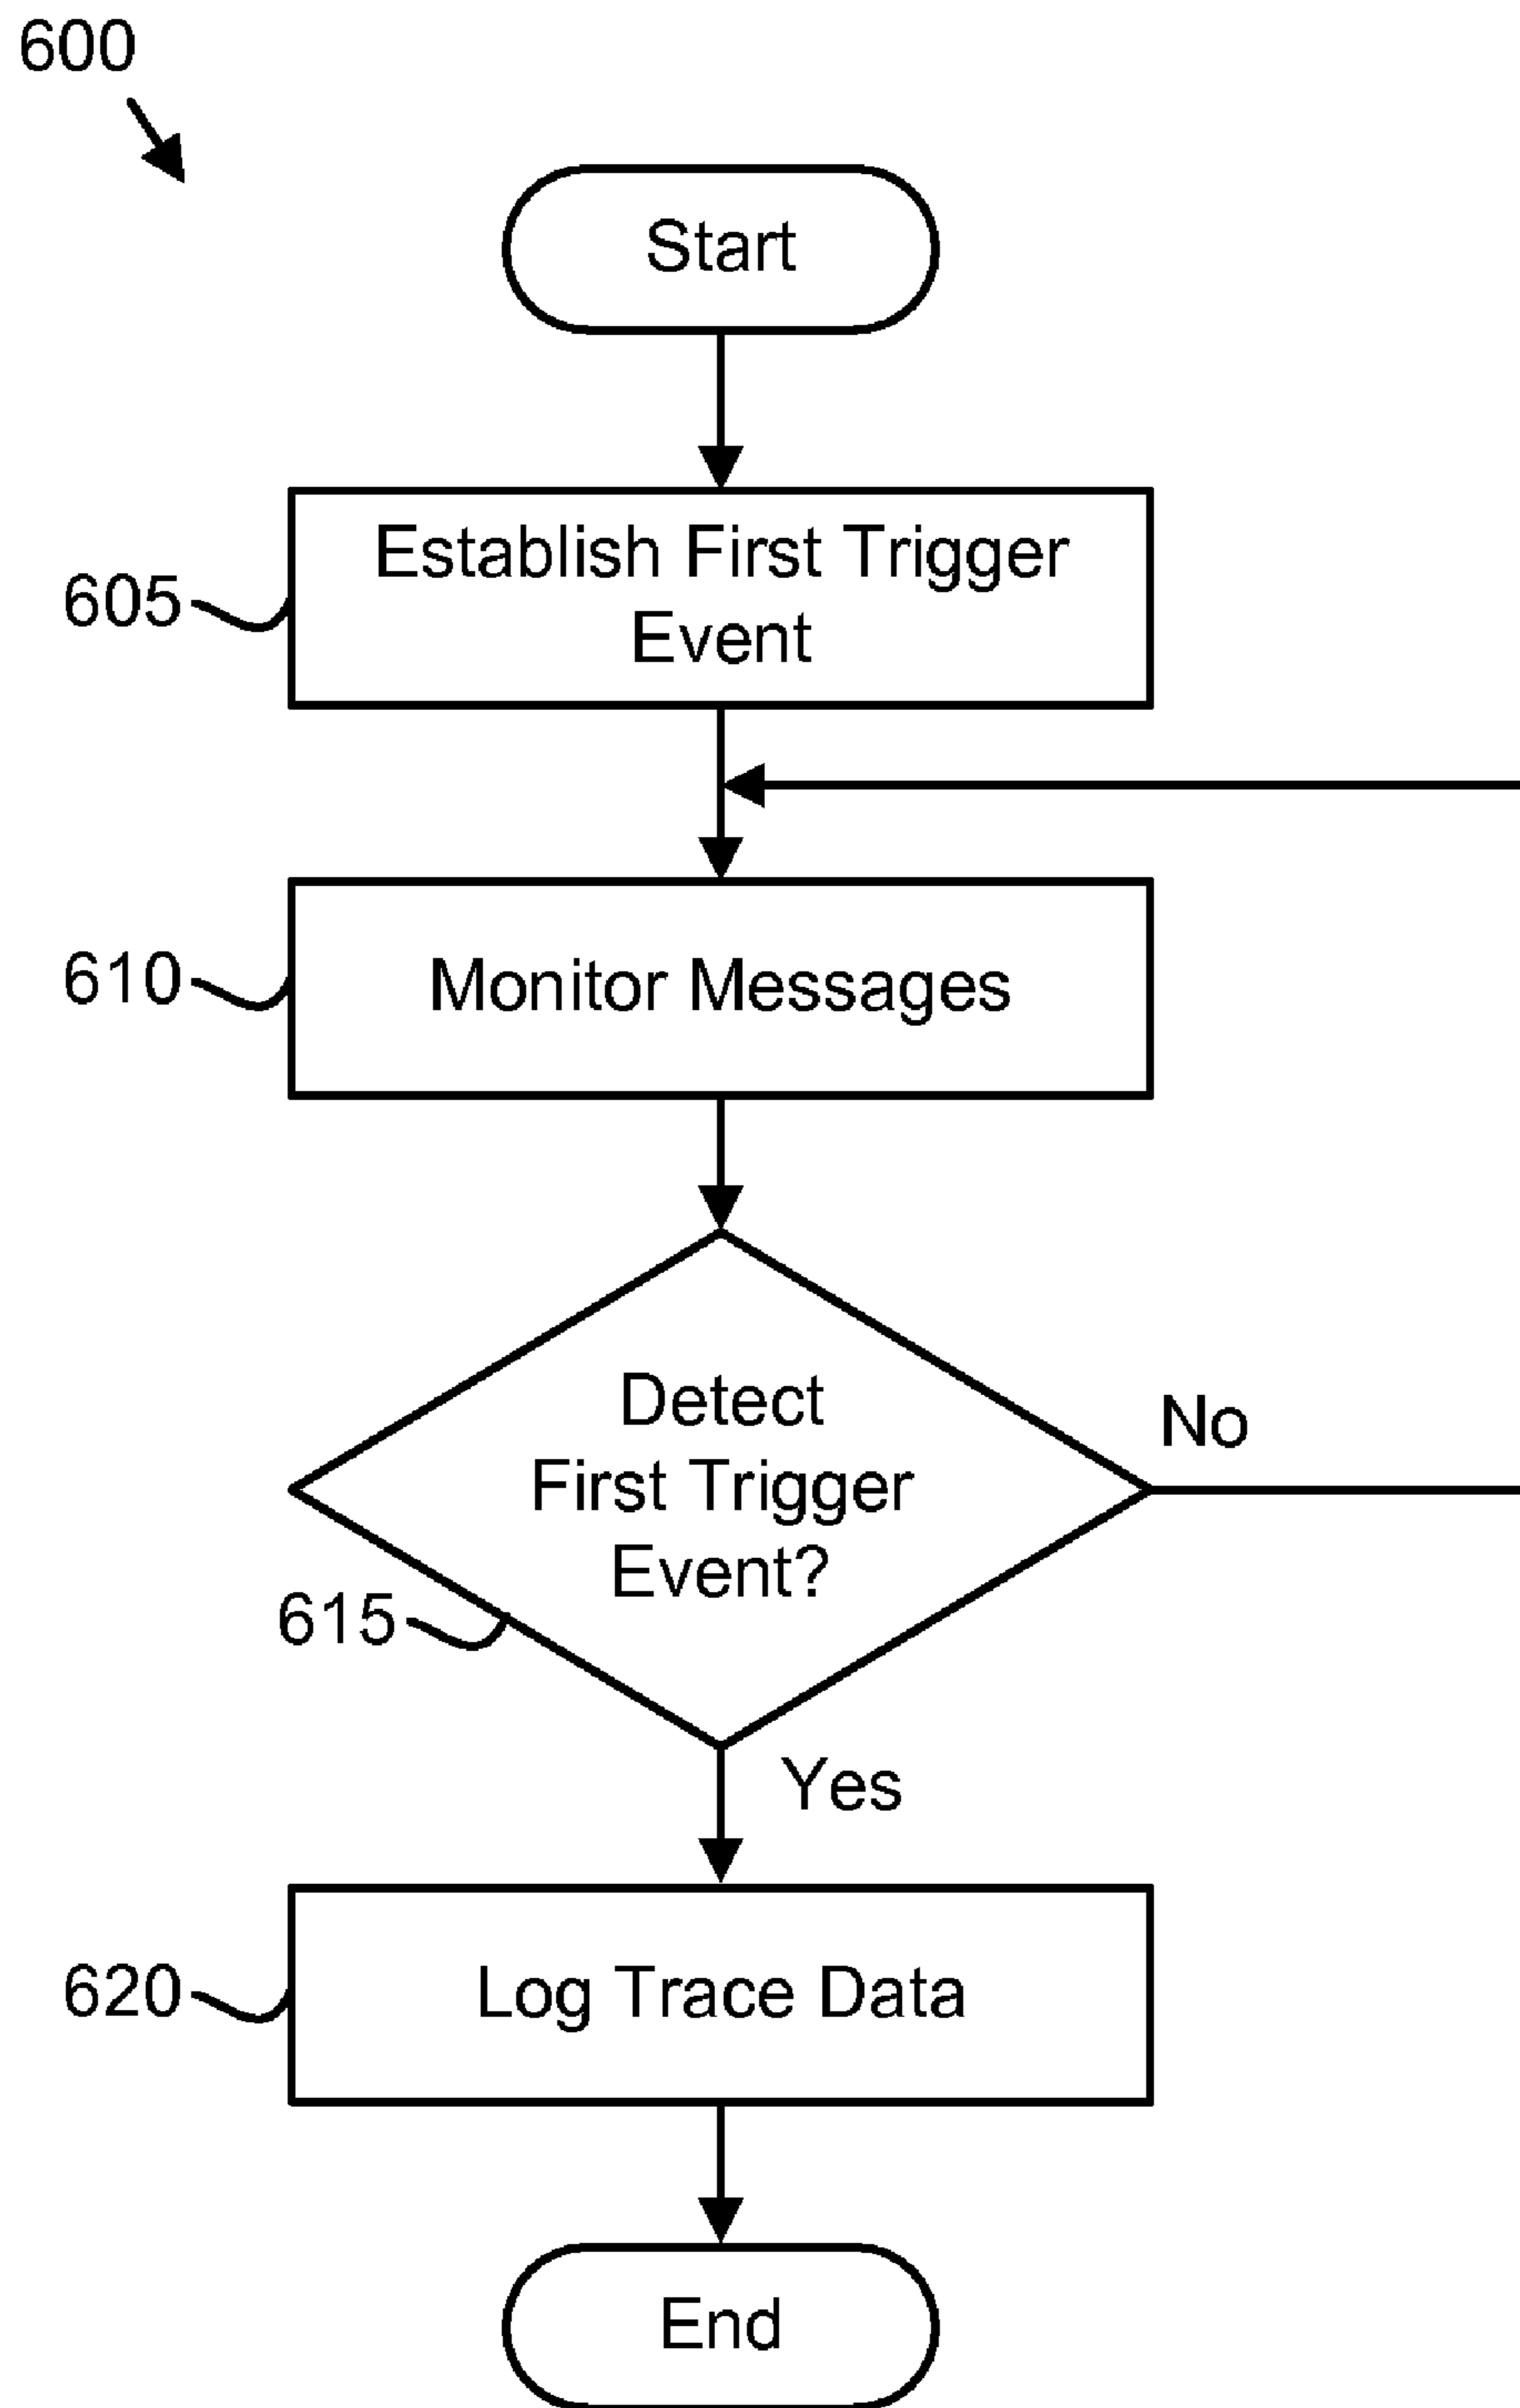 600
Start
Establish First Trigger
Event
605
Monitor Messages
610
Detect
First Trigger
Event?
No
615
Yes
Log Trace Data
620
End